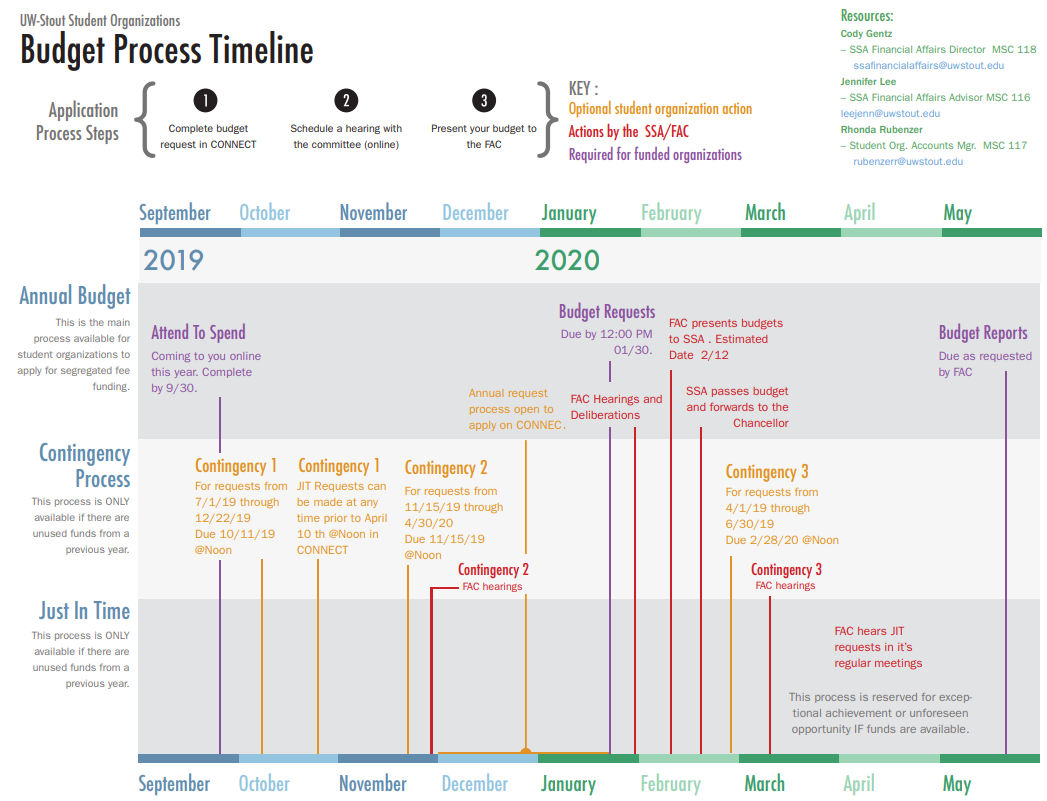 UW-Stout Student Organizations
Budget Process Timeline
Application
Process Steps
1
Complete budget
request in CONNECT
2
Schedule a hearing with
the committee (online)
3
Present your budget to
the FAC
KEY :
Optional student organization action
Actions by the SSA/FAC
Required for funded organizations
Resources:
Cody Gentz
– SSA Financial Affairs Director MSC 118
ssafinancialaffairs@uwstout.edu
Jennifer Lee
– SSA Financial Affairs Advisor MSC 116
leejenn@uwstout.edu
Rhonda Rubenzer
– Student Org. Accounts Mgr. MSC 117
rubenzerr@uwstout.edu
September October November December January February March April May
2019 2020
Annual Budget
This is the main
process available for
student organizations to
apply for segregated fee
funding.
Attend To Spend
Coming to you online
this year. Complete
by 9/30.
Annual request
process open to
apply on CONNEC.
Budget Requests
Due by 12:00 PM
01/30.
FAC Hearings and
Deliberations
FAC presents budgets
to SSA . Estimated
Date 2/12
SSA passes budget
and forwards to the
Chancellor
Budget Reports
Due as requested
by FAC
Contingency
Process
This process is ONLY
available if there are
unused funds from a
previous year.
Contingency 1
For requests from
7/1/19 through
12/22/19
Due 10/11/19
@Noon
Contingency 1
JIT Requests can
be made at any
time prior to April
10 th @Noon in
CONNECT
Contingency 2
For requests from
11/15/19 through
4/30/20
Due 11/15/19
@Noon
Contingency 2
FAC hearings
Contingency 3
For requests from
4/1/19 through
6/30/19
Due 2/28/20 @Noon
Contingency 3
FAC hearings
Just In Time
This process is ONLY
available if there are
unused funds from a
previous year.
FAC hears JIT
requests in it's
regular meetings
This process is reserved for excep-
tional achievement or unforeseen
opportunity IF funds are available.
September October November December January February March April May